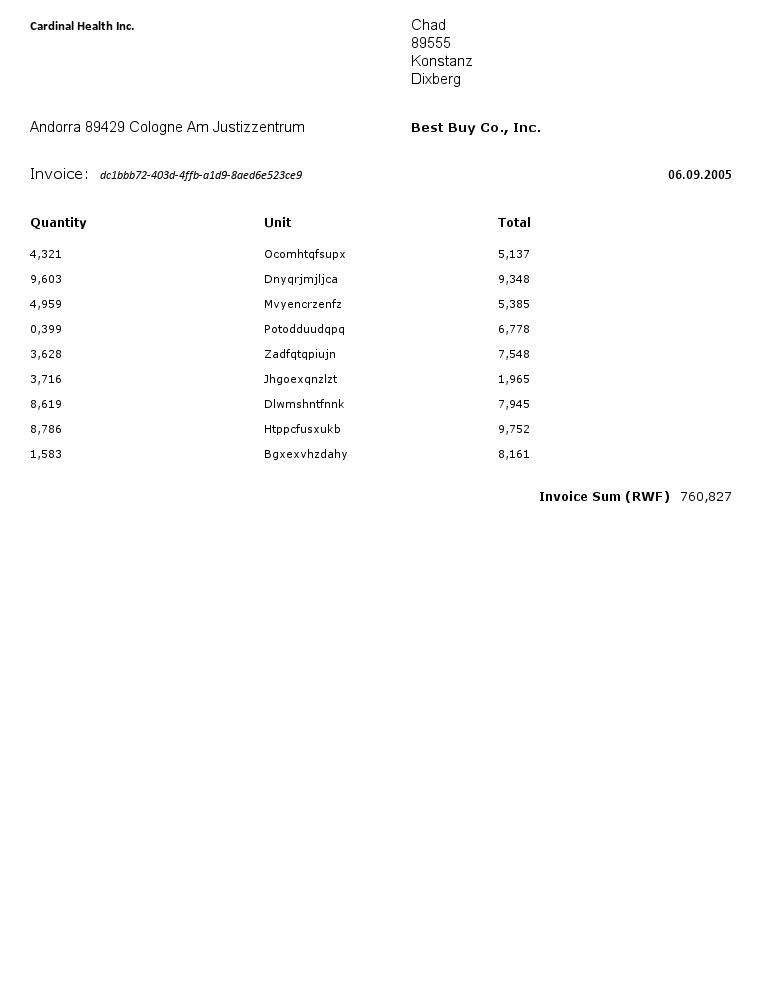 Cardinal Health Inc.
Chad
89555
Konstanz
Dixberg
Andorra 89429 Cologne Am Justizzentrum
Best Buy Co., Inc.
Invoice: dc1bbb72-403d-4ffb-a1d9-8aed6e523ce9 06.09.2005
Quantity Unit Total
4,321 Ocomhtqfsupx 5,137
9,603 Dnyqrjmjljca 9,348
4,959 Mvyencrzenfz 5,385
0,399 Potodduudqpq 6,778
3,628 Zadfqtqpiujn 7,548
3,716 Jhgoexqnzlzt 1,965
8,619 Dlwmshntfnnk 7,945
8,786 Htppcfusxukb 9,752
1,583 Bgxexvhzdahy 8,161
Invoice Sum (RWF) 760,827